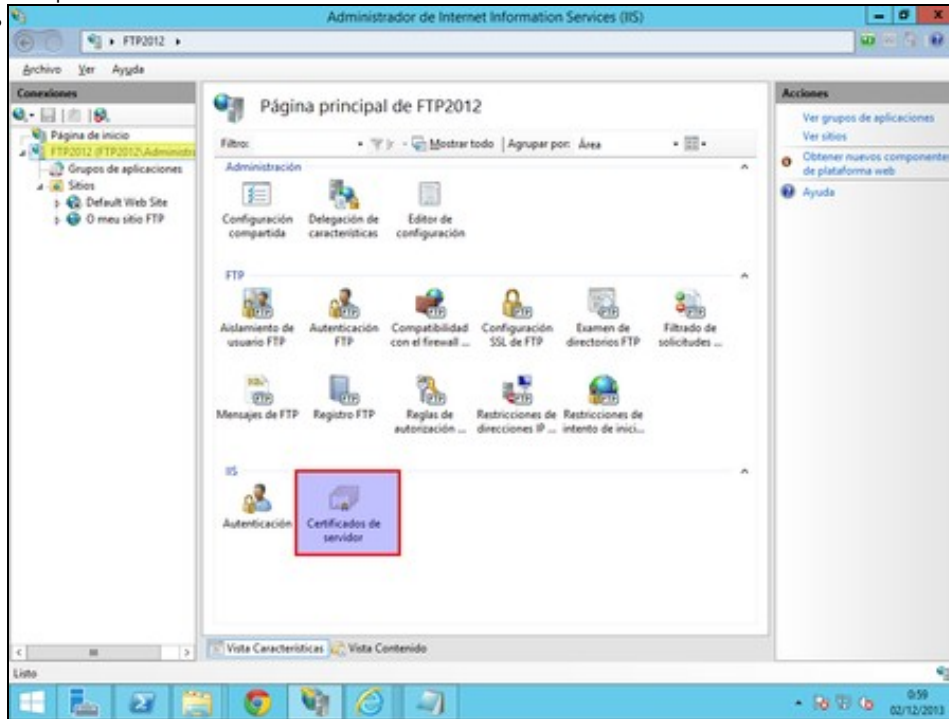 Administrador de Internet Information Services (IIS)
FTP2012
Archivo Ver Ayuda
Conexiones
Página de inicio
FTP2012 (FTP2012\Administra
Grupos de aplicaciones
Sitios
Default Web Site
O meu sitio FTP
Página principal de FTP2012
Filtro: Mostrar todo Agrupar por: Área
Administración
Configuración compartida
Delegación de características
Editor de configuración
FTP
Aislamiento de usuario FTP
Autenticación FTP
Compatibilidad con el firewall ...
Configuración SSL de FTP
Examen de directorios FTP
Filtrado de solicitudes ...
Mensajes de FTP
Registro FTP
Reglas de autorización ...
Restricciones de direcciones IP ...
Restricciones de intento de inici...
IIS
Autenticación
Certificados de servidor
Vista Características Vista Contenido
Acciones
Ver grupos de aplicaciones
Ver sitios
Obtener nuevos componentes
de plataforma web
Ayuda
Listo
0:59
02/12/2013